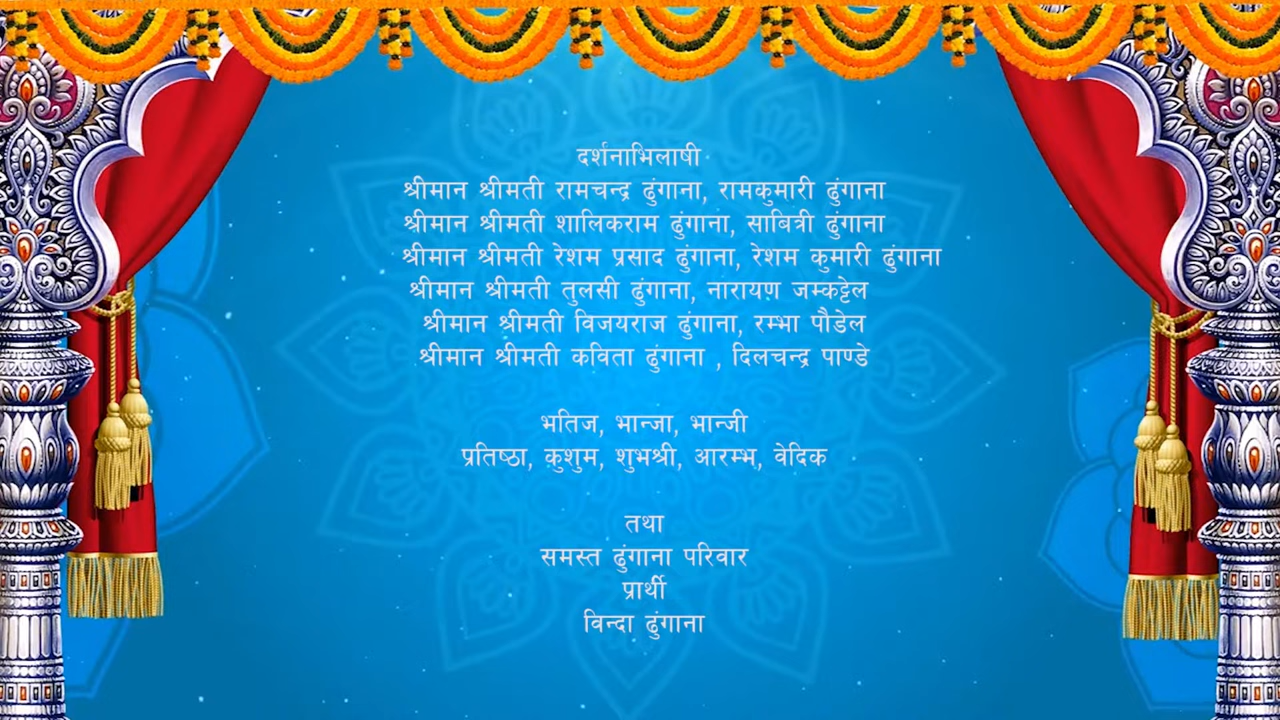 दर्शनाभिलाषी
श्रीमान श्रीमती रामचन्द्र ढुंगाना, रामकुमारी ढुंगाना
श्रीमान श्रीमती शालिकराम ढुंगाना, साबित्री ढुंगाना
श्रीमान श्रीमती रेशम प्रसाद ढुंगाना, रेशम कुमारी ढुंगाना
श्रीमान श्रीमती तुलसी ढुंगाना, नारायण जम्कट्टेल
श्रीमान श्रीमती विजयराज ढुंगाना, रम्भा पौडेल
श्रीमान श्रीमती कविता ढुंगाना , दिलचन्द्र पाण्डे
भतिज, भान्जा, भान्जी
प्रतिष्ठा, कुशुम, शुभश्री, आरम्भ, वेदिक
तथा
समस्त ढुंगाना परिवार
प्रार्थी
विन्दा ढुंगाना